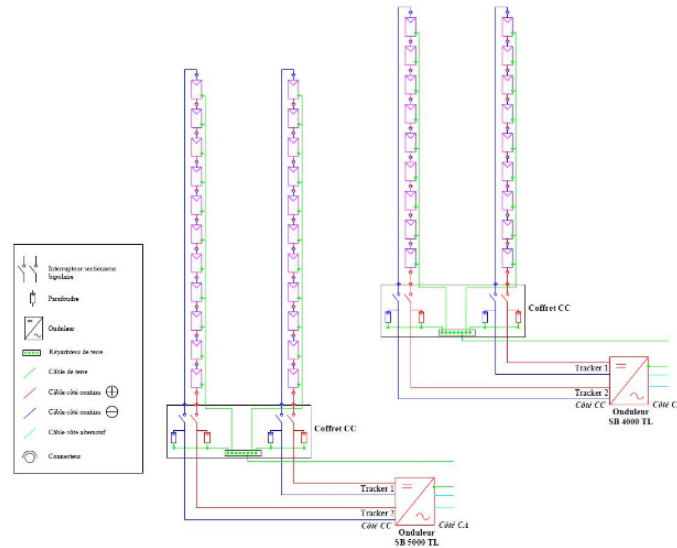 Interrupteur-sectionneur
bipolaire
Parafoudre
Onduleur
Répartiteur de terre
Câble de terre
Câble côté continu +
Câble côté continu −
Câble côté alternatif
Connecteur
Coffret CC
Tracker 1
Tracker 2
Côté CC
Côté C
Onduleur
SB 4000 TL
Coffret CC
Tracker 1
Tracker 2
Côté CC
Côté CA
Onduleur
SB 5000 TL